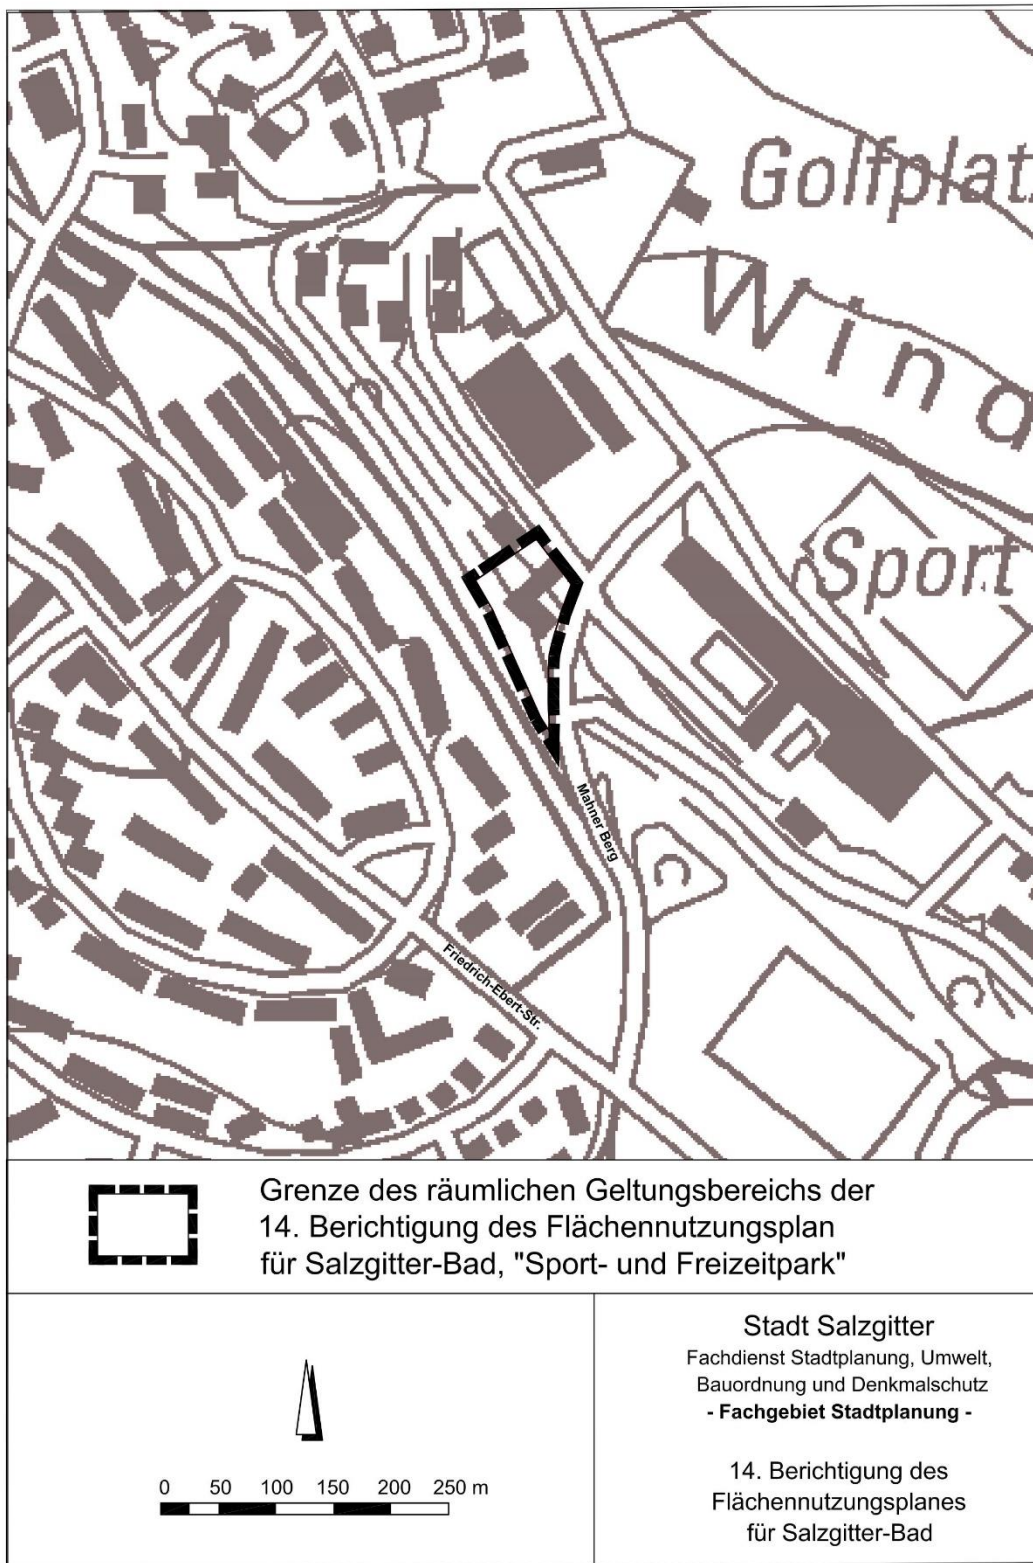 Golfplat
Wind
Sport
Mahner Berg
Friedrich-Ebert-Str.
Grenze des räumlichen Geltungsbereichs der
14. Berichtigung des Flächennutzungsplan
für Salzgitter-Bad, "Sport- und Freizeitpark"
0 50 100 150 200 250 m
Stadt Salzgitter
Fachdienst Stadtplanung, Umwelt,
Bauordnung und Denkmalschutz
- Fachgebiet Stadtplanung -
14. Berichtigung des
Flächennutzungsplanes
für Salzgitter-Bad